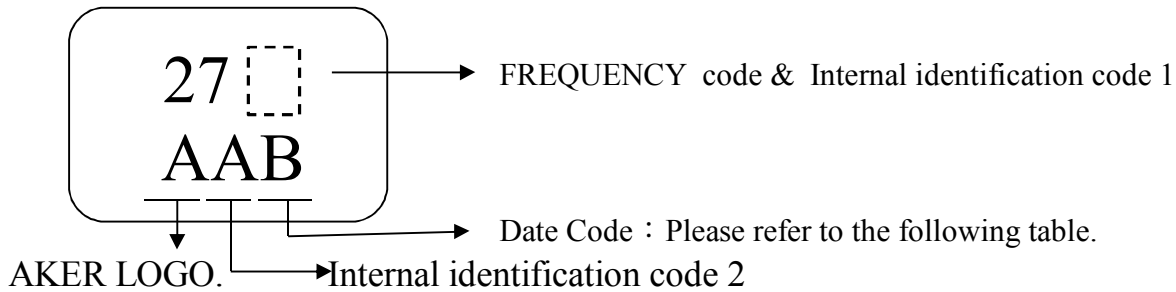 27
FREQUENCY code & Internal identification code 1
AAB
Date Code：Please refer to the following table.
AKER LOGO.
Internal identification code 2